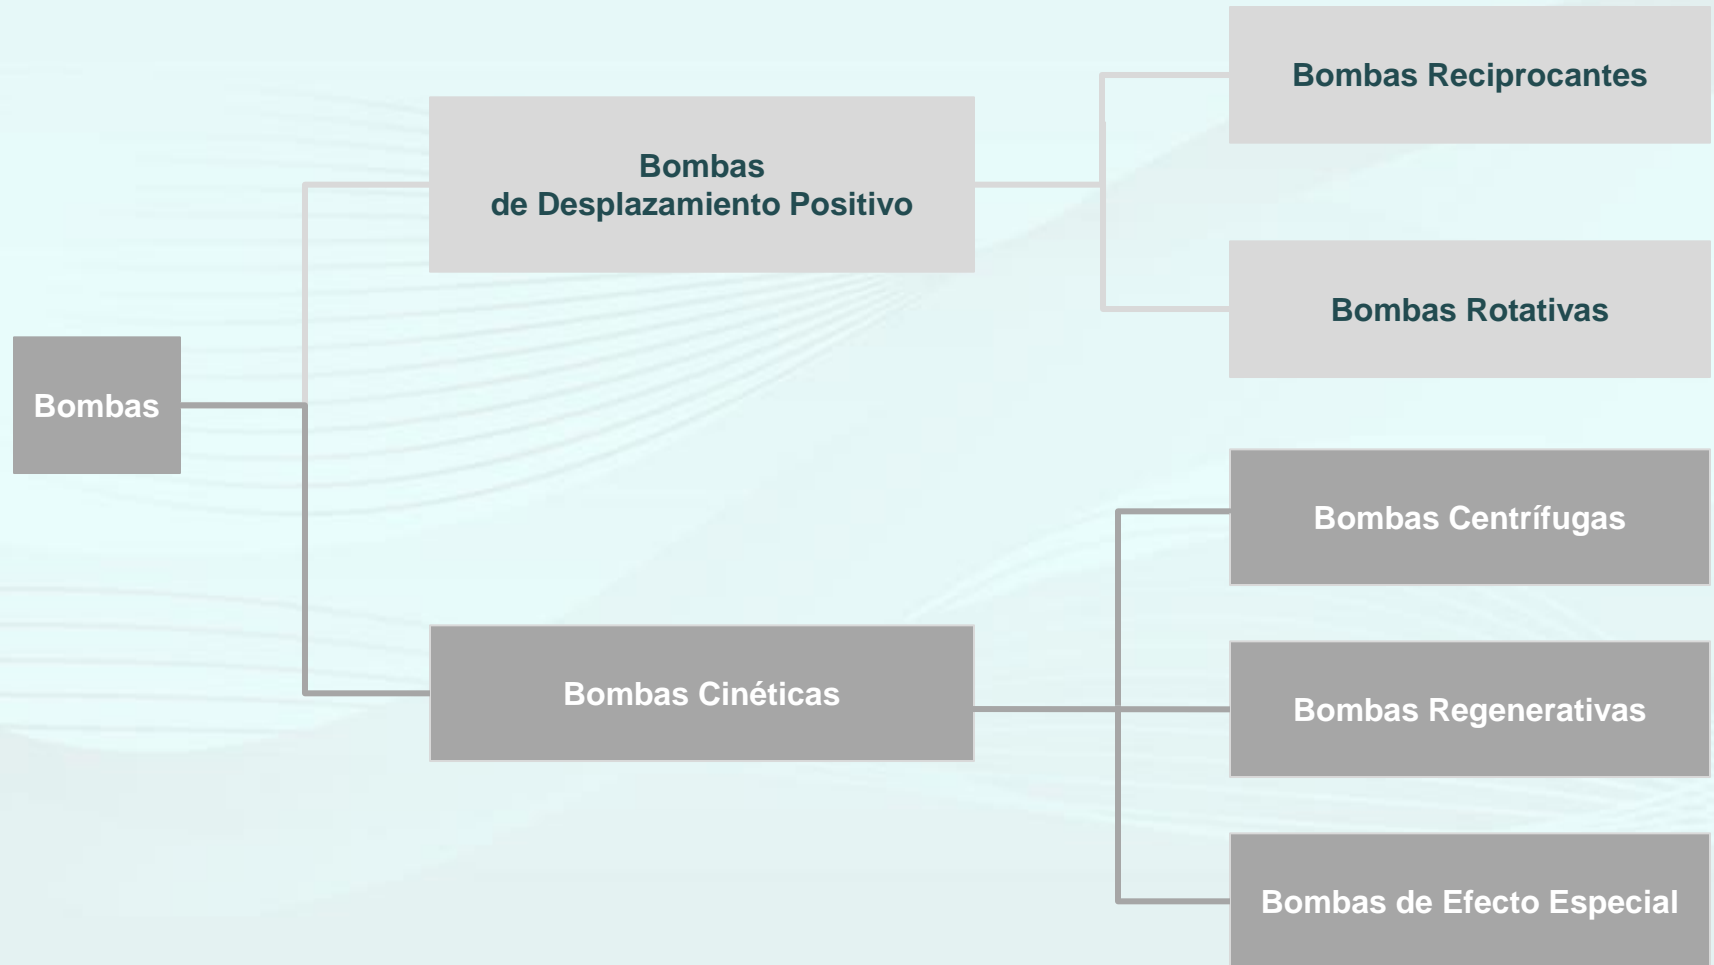 Bombas
Bombas
de Desplazamiento Positivo
Bombas Reciprocantes
Bombas Rotativas
Bombas Cinéticas
Bombas Centrífugas
Bombas Regenerativas
Bombas de Efecto Especial